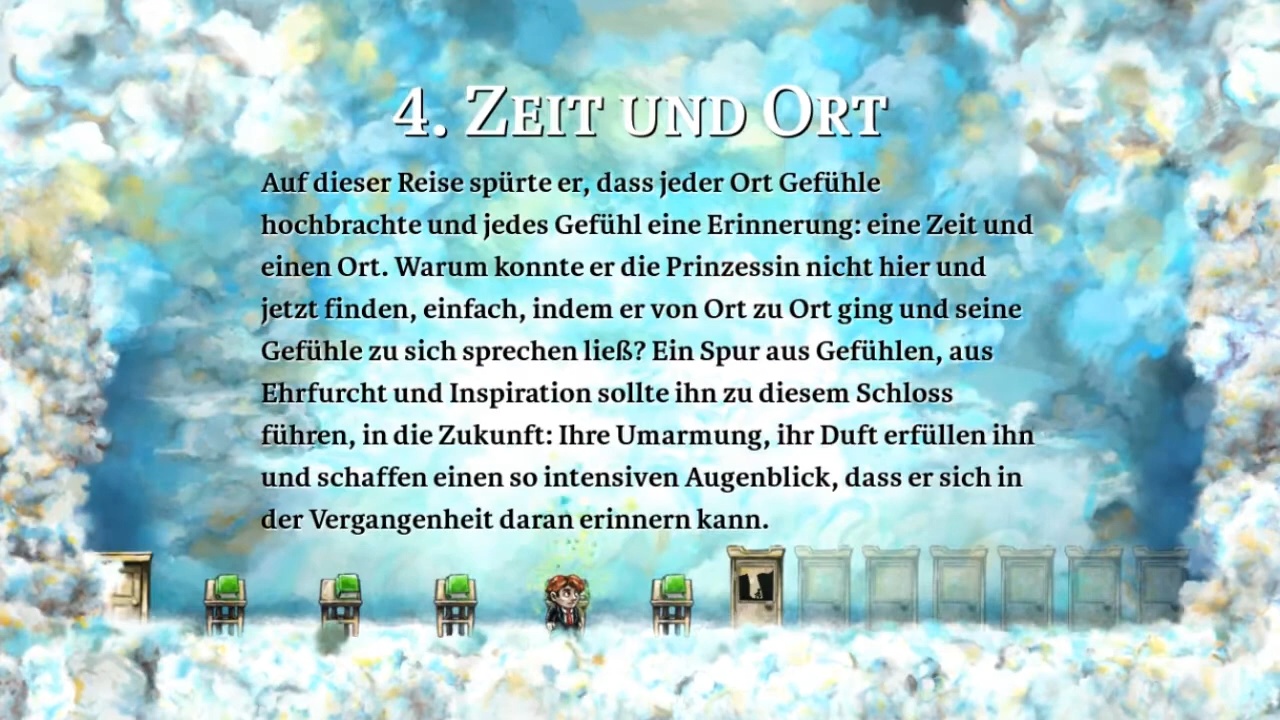 4. Zeit und Ort
Auf dieser Reise spürte er, dass jeder Ort Gefühle
hochbrachte und jedes Gefühl eine Erinnerung: eine Zeit und
einen Ort. Warum konnte er die Prinzessin nicht hier und
jetzt finden, einfach, indem er von Ort zu Ort ging und seine
Gefühle zu sich sprechen ließ? Ein Spur aus Gefühlen, aus
Ehrfurcht und Inspiration sollte ihn zu diesem Schloss
führen, in die Zukunft: Ihre Umarmung, ihr Duft erfüllen ihn
und schaffen einen so intensiven Augenblick, dass er sich in
der Vergangenheit daran erinnern kann.